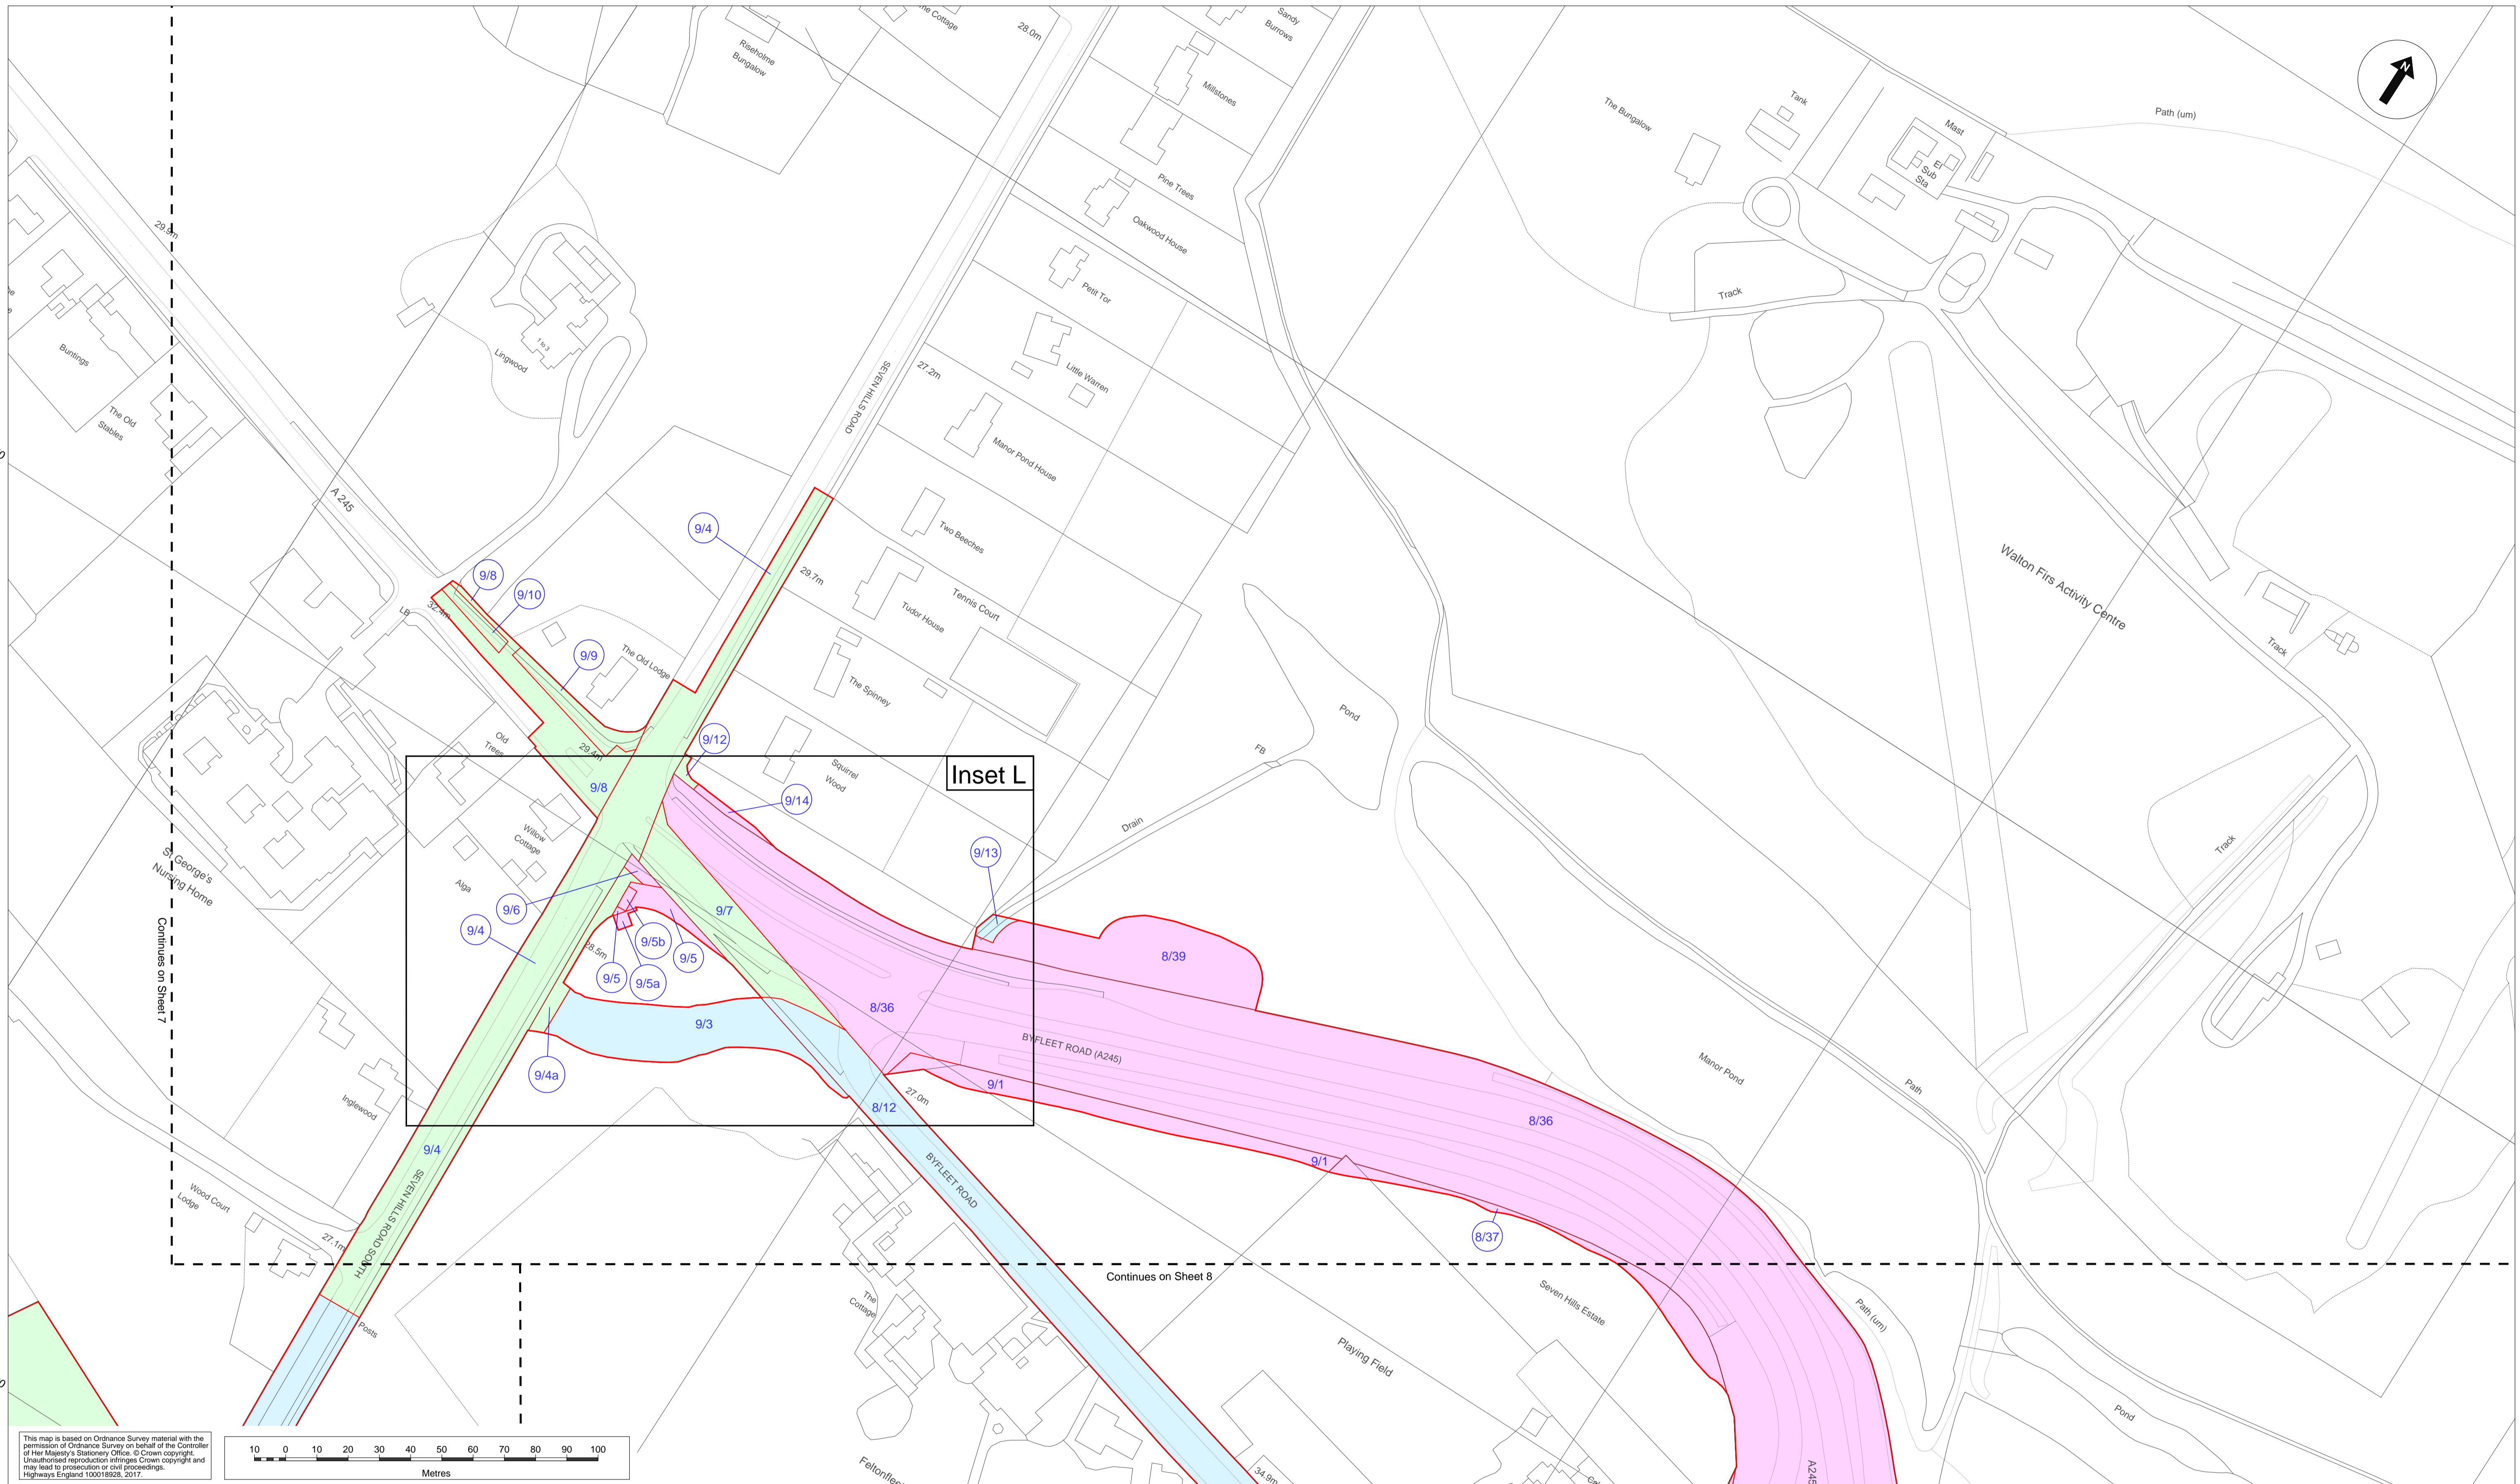 The Cottage
28.0m
Sandy
Burrows
Riseholme
Bungalow
N
Millstones
The Bungalow
Tank
Mast
Path (um)
El
Sub
Sta
Pine Trees
Oakwood House
29.9m
Petit Tor
Track
Buntings
1 to 3
Lingwood
SEVEN HILLS ROAD
27.2m
Little Warren
The Old
Stables
Manor Pond House
A 245
9/4
Two Beeches
29.7m
Walton Firs Activity Centre
9/8
9/10
LB
32.4m
Tennis Court
Tudor House
9/9
The Old Lodge
The Spinney
Track
Pond
FB
Old
Trees
29.4m
9/12
Inset L
Squirrel
Wood
9/8
9/14
Willow
Cottage
Drain
9/13
Track
St George's
Nursing Home
Alga
9/6
9/7
9/4
28.5m
9/5b
9/5
9/5
9/5a
8/39
Continues on Sheet 7
8/36
9/3
BYFLEET ROAD (A245)
9/4a
9/1
Manor Pond
Path
27.0m
8/12
Inglewood
8/36
9/4
9/1
BYFLEET ROAD
Wood Court
Lodge
SEVEN HILLS ROAD SOUTH
27.1m
8/37
Continues on Sheet 8
The
Cottage
Seven Hills Estate
Path (um)
Posts
Playing Field
Pond
This map is based on Ordnance Survey material with the
permission of Ordnance Survey on behalf of the Controller
of Her Majesty's Stationery Office. © Crown copyright.
Unauthorised reproduction infringes Crown copyright and
may lead to prosecution or civil proceedings.
Highways England 100018928, 2017.
10 0 10 20 30 40 50 60 70 80 90 100
Metres
34.9m
A245